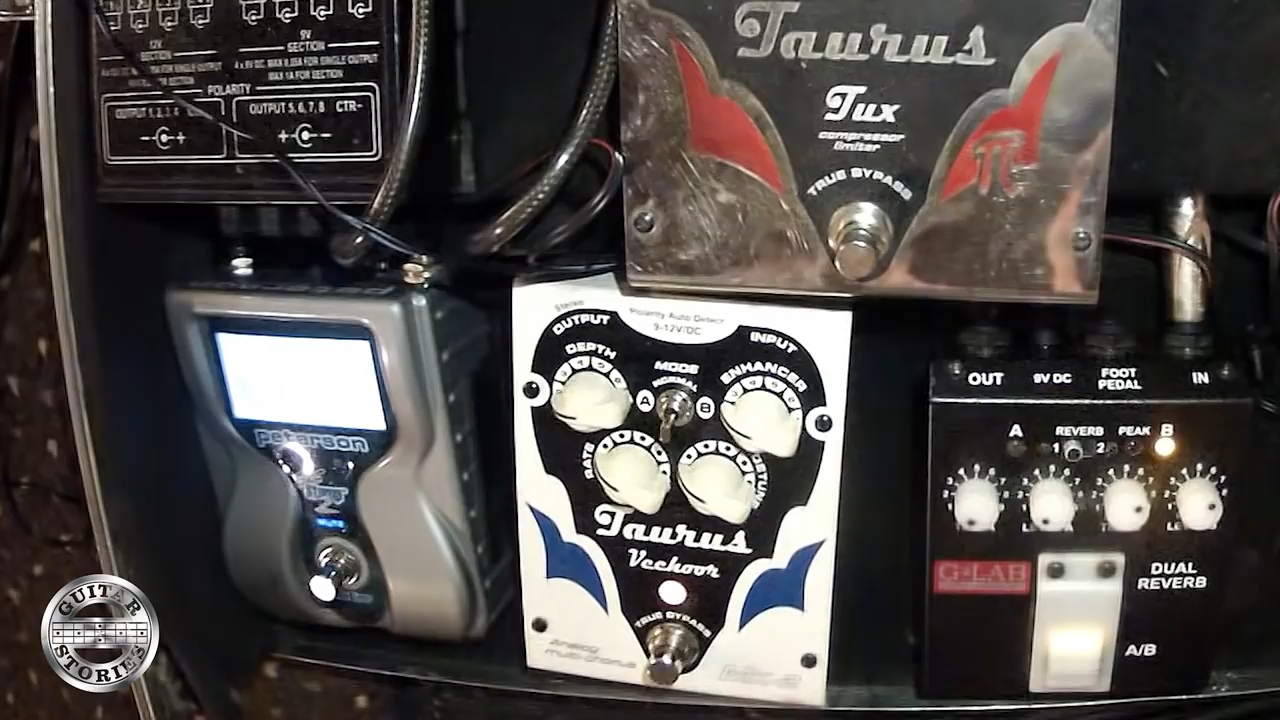 12V
SECTION
9V
SECTION
4 x 9V DC MAX 0,25A FOR SINGLE OUTPUT
MAX 1A FOR SECTION
POLARITY
OUTPUT 1, 2, 3, 4
OUTPUT 5, 6, 7, 8 CTR-
Taurus
Tux
compressor
limiter
TRUE BYPASS
peterson
Stereo
OUTPUT
Polarity Auto Detect
9-12V/DC
INPUT
DEPTH
MODE
NORMAL
A
B
ENHANCER
RATE
Taurus
Vechoor
TRUE BYPASS
Analog
multi-chorus
OUT
9V DC
FOOT
PEDAL
IN
A
REVERB
1
2
PEAK
B
G-LAB
DUAL
REVERB
A/B
GUITAR
STORIES